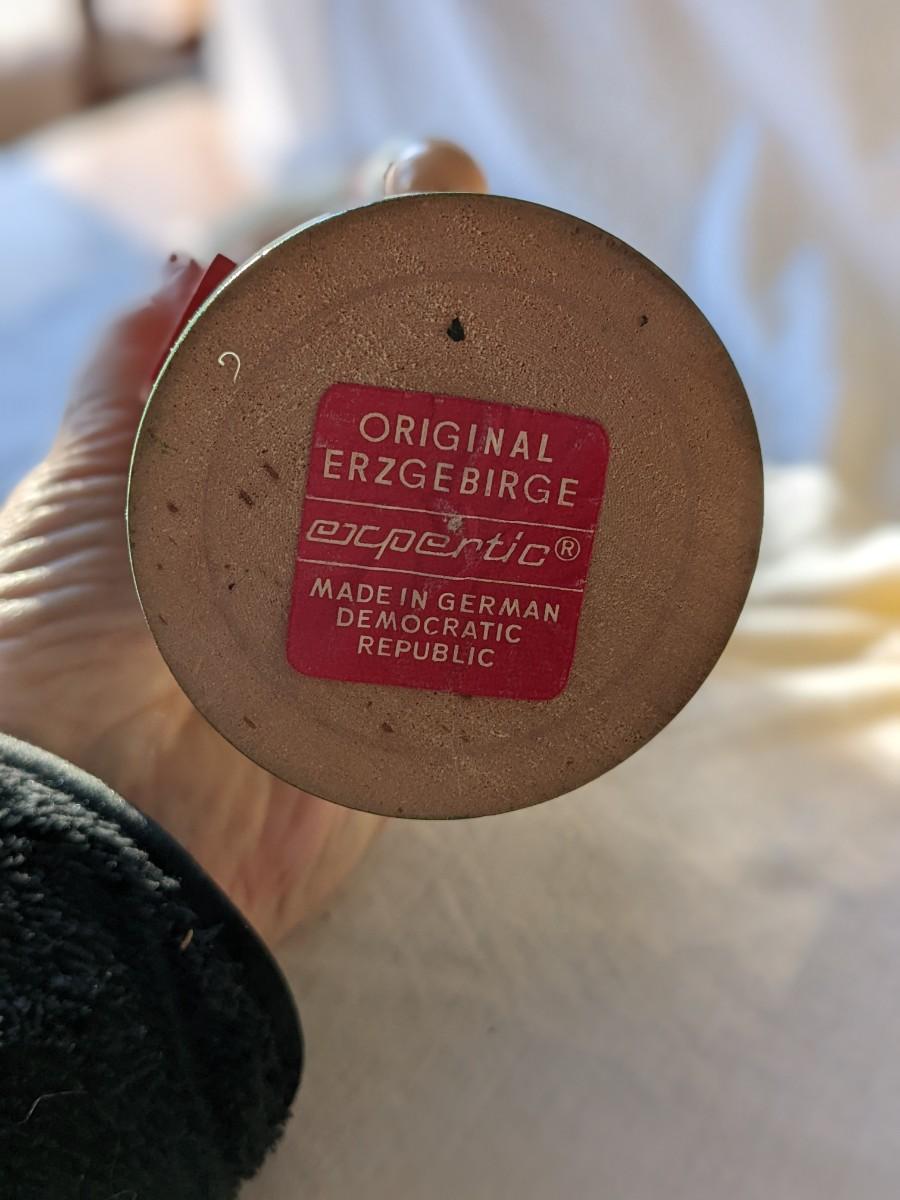 ORIGINAL
ERZGEBIRGE
expertic®
MADE IN GERMAN
DEMOCRATIC
REPUBLIC